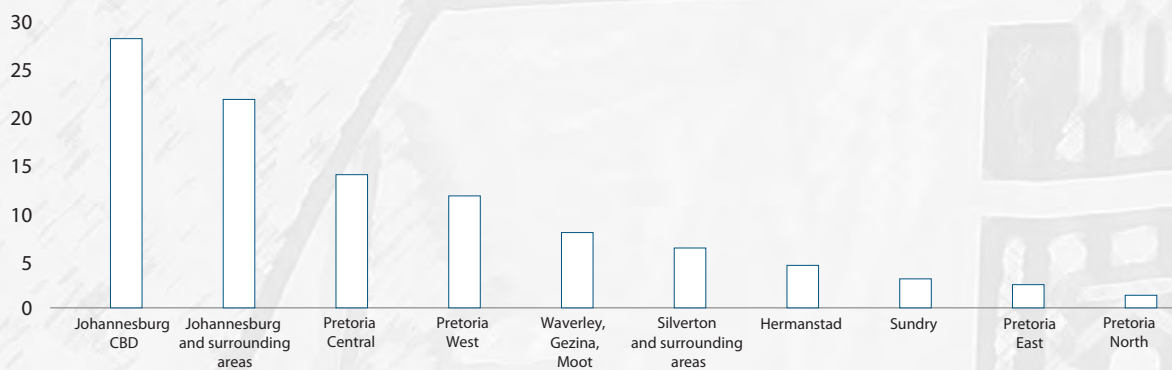 30
25
20
15
10
5
0
Johannesburg
CBD
Johannesburg
and surrounding
areas
Pretoria
Central
Pretoria
West
Waverley,
Gezina,
Moot
Silverton
and surrounding
areas
Hermanstad
Sundry
Pretoria
East
Pretoria
North